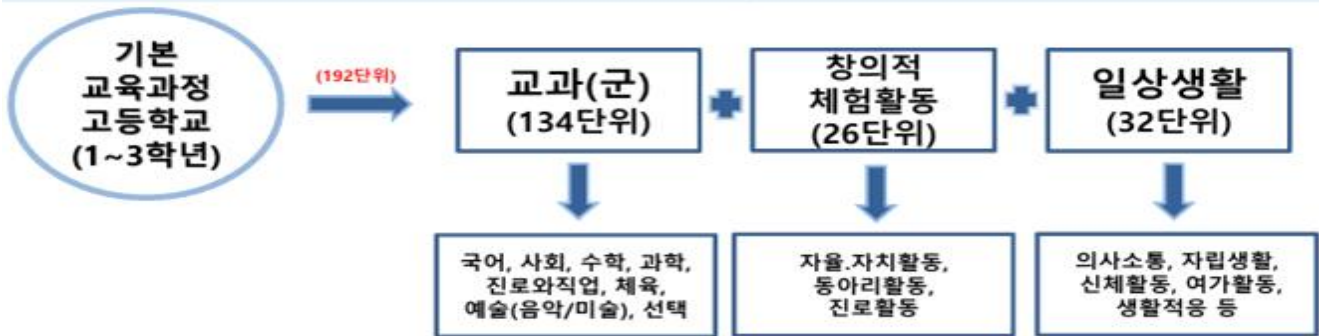 기본
교육과정
고등학교
(1~3학년)
(192단위)
교과(군)
(134단위)
창의적
체험활동
(26단위)
일상생활
(32단위)
국어, 사회, 수학, 과학,
진로와직업, 체육,
예술(음악/미술), 선택
자율.자치활동,
동아리활동,
진로활동
의사소통, 자립생활,
신체활동, 여가활동,
생활적응 등